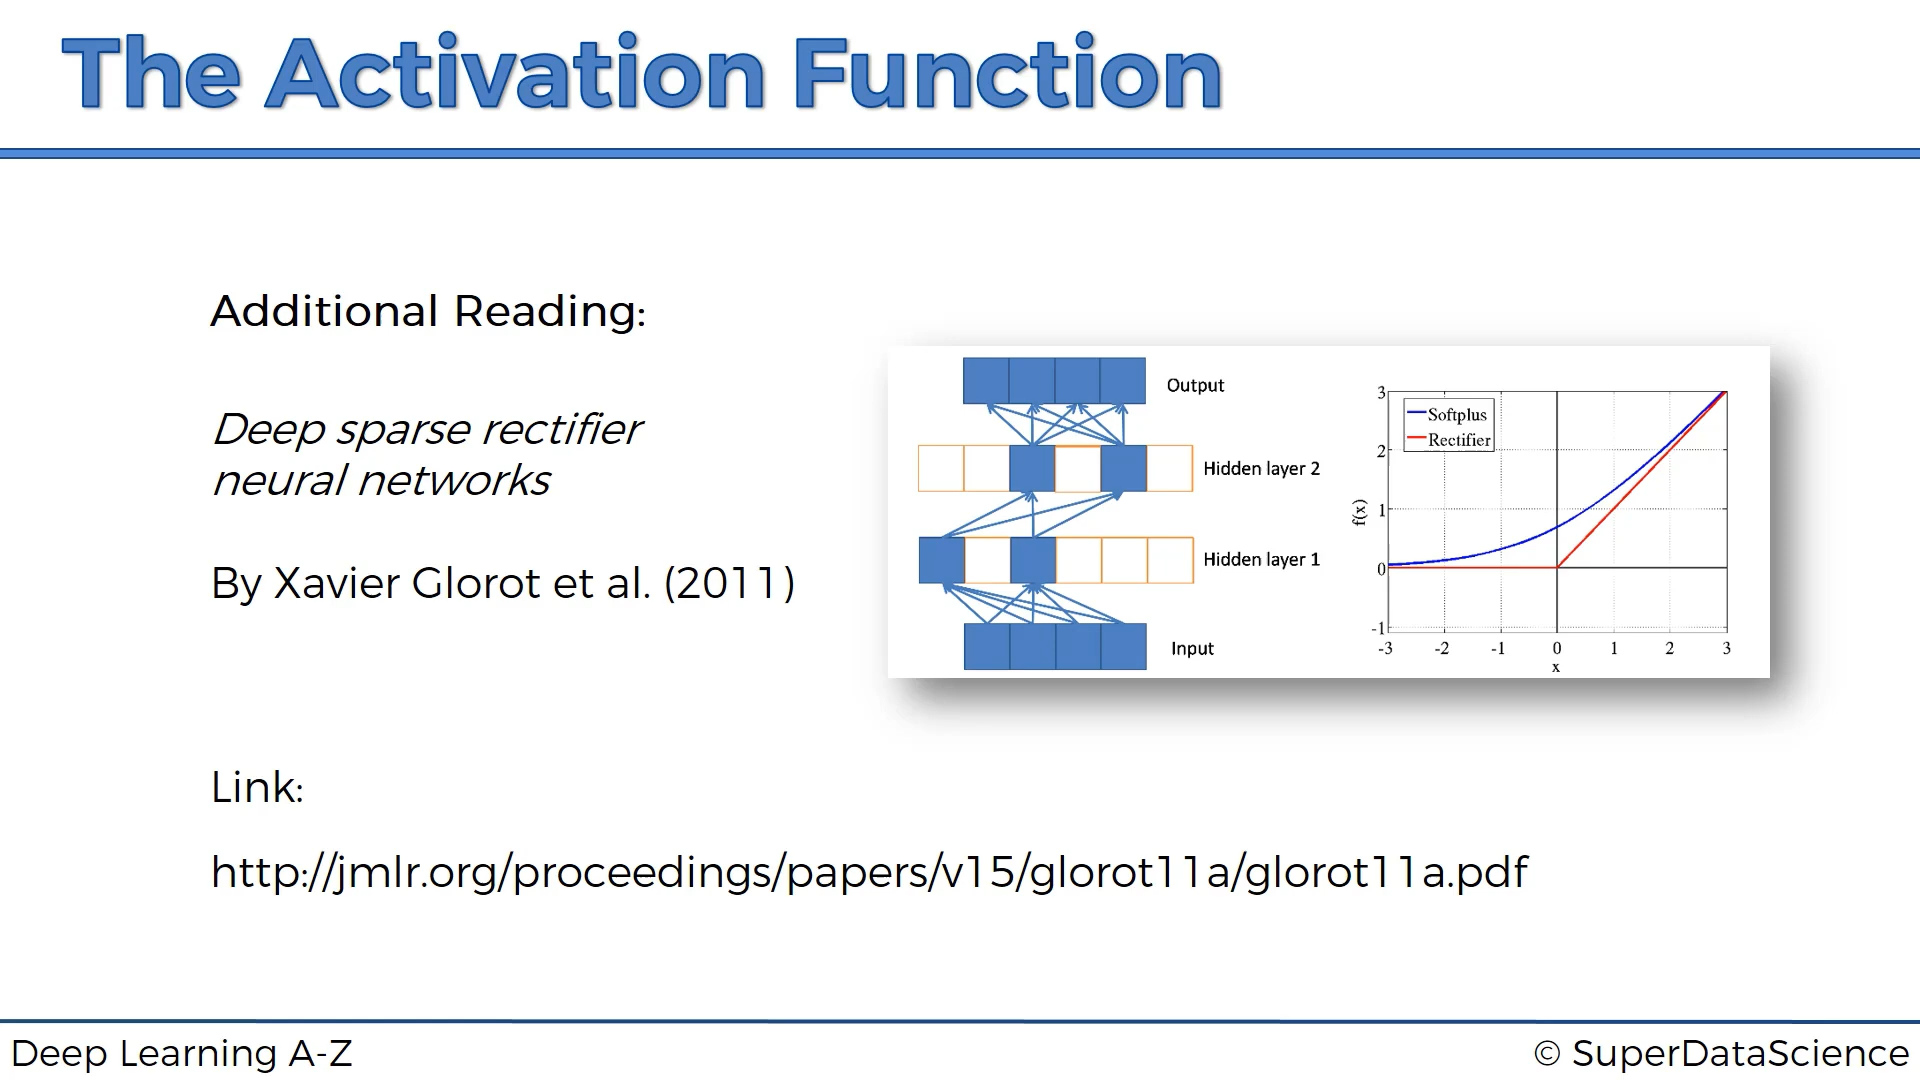 The Activation Function
Additional Reading:
Deep sparse rectifier
neural networks
By Xavier Glorot et al. (2011)
Output
Hidden layer 2
Hidden layer 1
Input
Softplus
Rectifier
f(x)
3
2
1
0
-1
-3 -2 -1 0 1 2 3
x
Link:
http://jmlr.org/proceedings/papers/v15/glorot11a/glorot11a.pdf
Deep Learning A-Z
© SuperDataScience